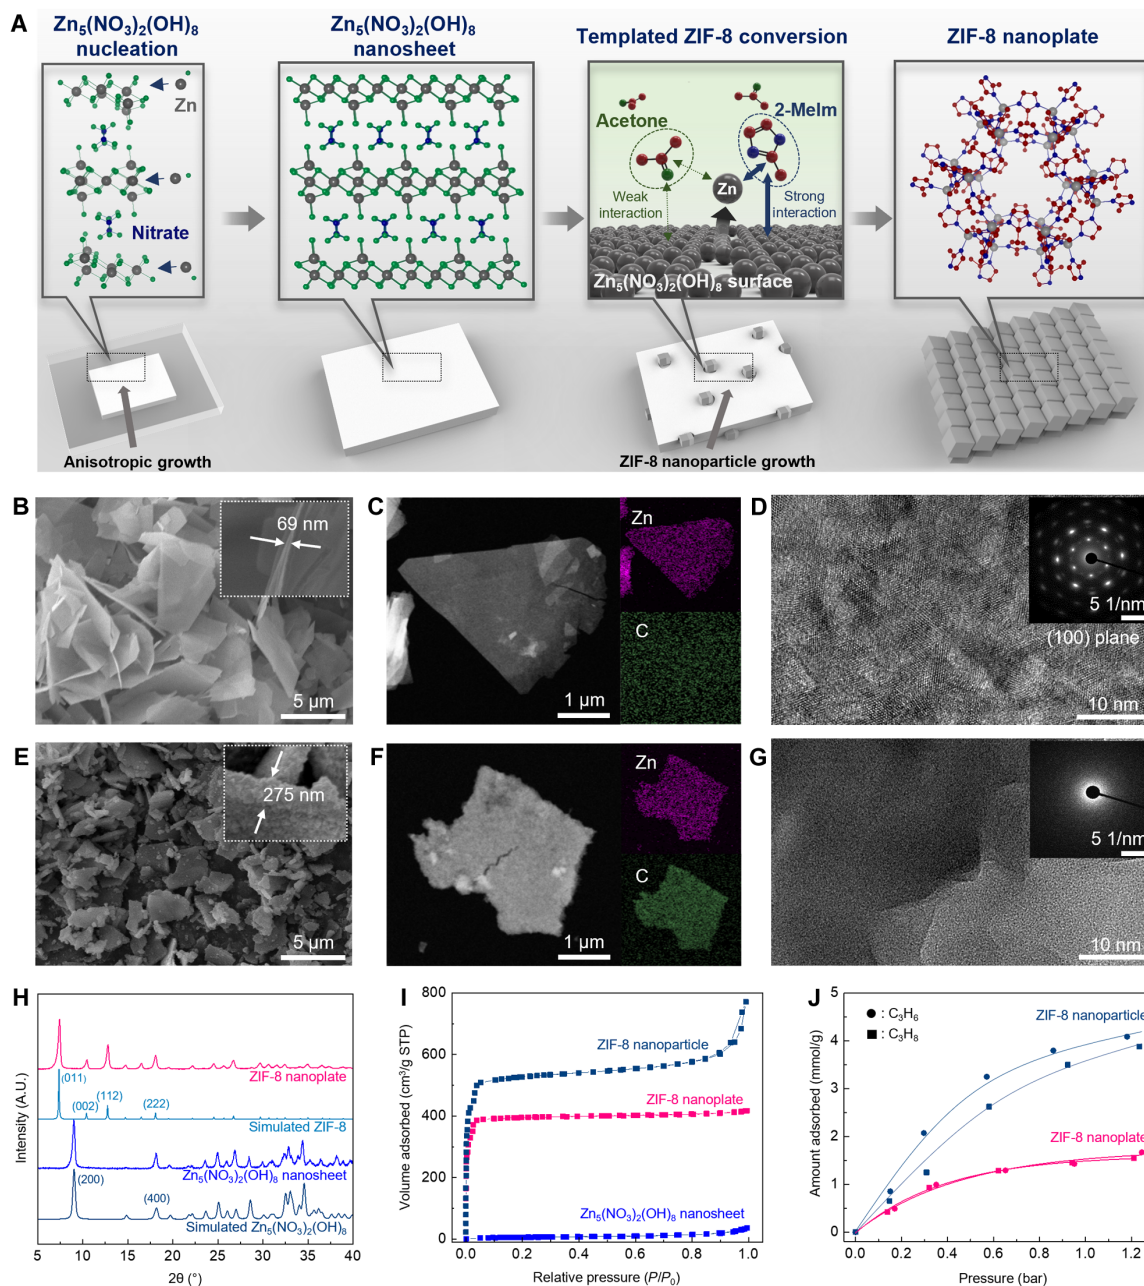 A
Zn5(NO3)2(OH)8
nucleation
Zn5(NO3)2(OH)8
nanosheet
Templated ZIF-8 conversion
ZIF-8 nanoplate
Zn
Nitrate
Acetone
2-MeIm
Zn
Weak
interaction
Strong
interaction
Zn5(NO3)2(OH)8 surface
Anisotropic growth
ZIF-8 nanoparticle growth
B
69 nm
5 µm
C
Zn
C
1 µm
D
5 1/nm
(100) plane
10 nm
E
275 nm
5 µm
F
Zn
C
1 µm
G
5 1/nm
10 nm
H
Intensity (A.U.)
ZIF-8 nanoplate
(011)
(002)
(112)
(222)
Simulated ZIF-8
Zn5(NO3)2(OH)8 nanosheet
(200)
(400)
Simulated Zn5(NO3)2(OH)8
5 10 15 20 25 30 35 40
2θ (°)
I
Volume adsorbed (cm3/g STP)
800
600
400
200
0
ZIF-8 nanoparticle
ZIF-8 nanoplate
Zn5(NO3)2(OH)8 nanosheet
0.0 0.2 0.4 0.6 0.8 1.0
Relative pressure (P/P0)
J
Amount adsorbed (mmol/g)
5
4
3
2
1
0
: C3H6
: C3H8
ZIF-8 nanoparticle
ZIF-8 nanoplate
0.0 0.2 0.4 0.6 0.8 1.0 1.2
Pressure (bar)